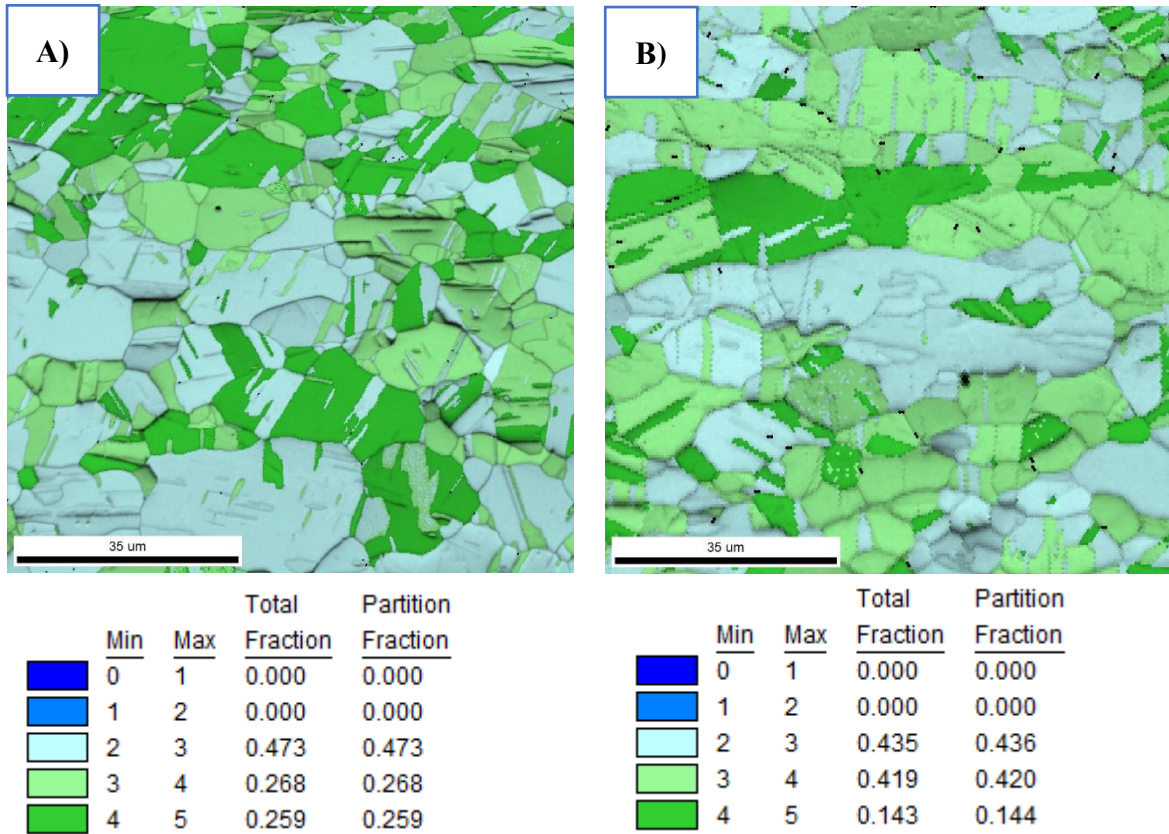 A)
35 um
Total Partition
Min Max Fraction Fraction
0 1 0.000 0.000
1 2 0.000 0.000
2 3 0.473 0.473
3 4 0.268 0.268
4 5 0.259 0.259
B)
35 um
Total Partition
Min Max Fraction Fraction
0 1 0.000 0.000
1 2 0.000 0.000
2 3 0.435 0.436
3 4 0.419 0.420
4 5 0.143 0.144